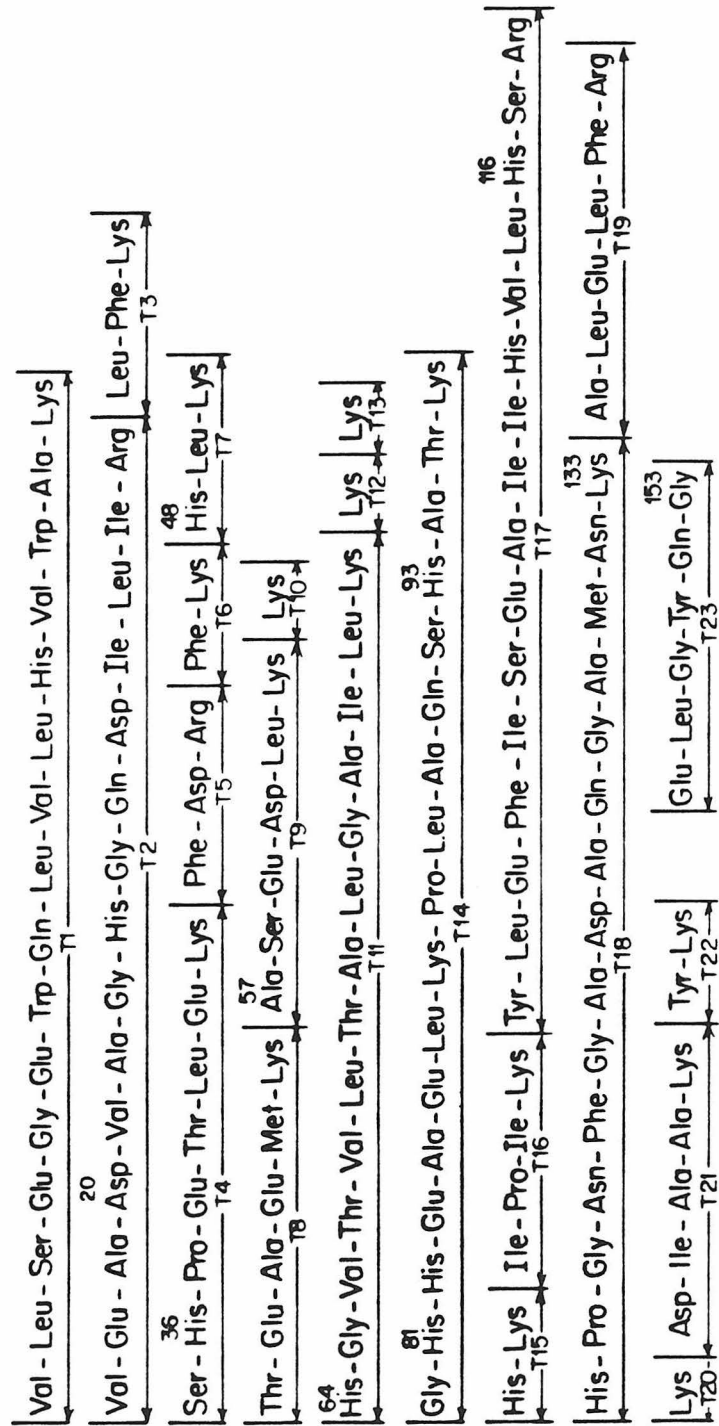 Val-Leu-Ser-Glu-Gly-Glu-Trp-Gln-Leu-Val-Leu-His-Val-Trp-Ala-Lys
T1
20
Val-Glu-Ala-Asp-Val-Ala-Gly-His-Gly-Gln-Asp-Ile-Leu-Ile-Arg Leu-Phe-Lys
T2 T3
36 48
Ser-His-Pro-Glu-Thr-Leu-Glu-Lys Phe-Asp-Arg Phe-Lys His-Leu-Lys
T4 T5 T6 T7
57
Thr-Glu-Ala-Glu-Met-Lys Ala-Ser-Glu-Asp-Leu-Lys Lys
T8 T9 T10
64
His-Gly-Val-Thr-Val-Leu-Thr-Ala-Leu-Gly-Ala-Ile-Leu-Lys Lys Lys
T11 T12 T13
81 93
Gly-His-His-Glu-Ala-Glu-Leu-Lys-Pro-Leu-Ala-Gln-Ser-His-Ala-Thr-Lys
T14
116
His-Lys Ile-Pro-Ile-Lys Tyr-Leu-Glu-Phe-Ile-Ser-Glu-Ala-Ile-Ile-His-Val-Leu-His-Ser-Arg
T15 T16 T17
133
His-Pro-Gly-Asn-Phe-Gly-Ala-Asp-Ala-Gln-Gly-Ala-Met-Asn-Lys Ala-Leu-Glu-Leu-Phe-Arg
T18 T19
153
Lys Asp-Ile-Ala-Ala-Lys Tyr-Lys Glu-Leu-Gly-Tyr-Gln-Gly
T20 T21 T22 T23